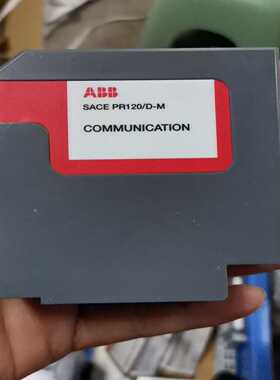 ABB
SACE PR120/D-M
COMMUNICATION